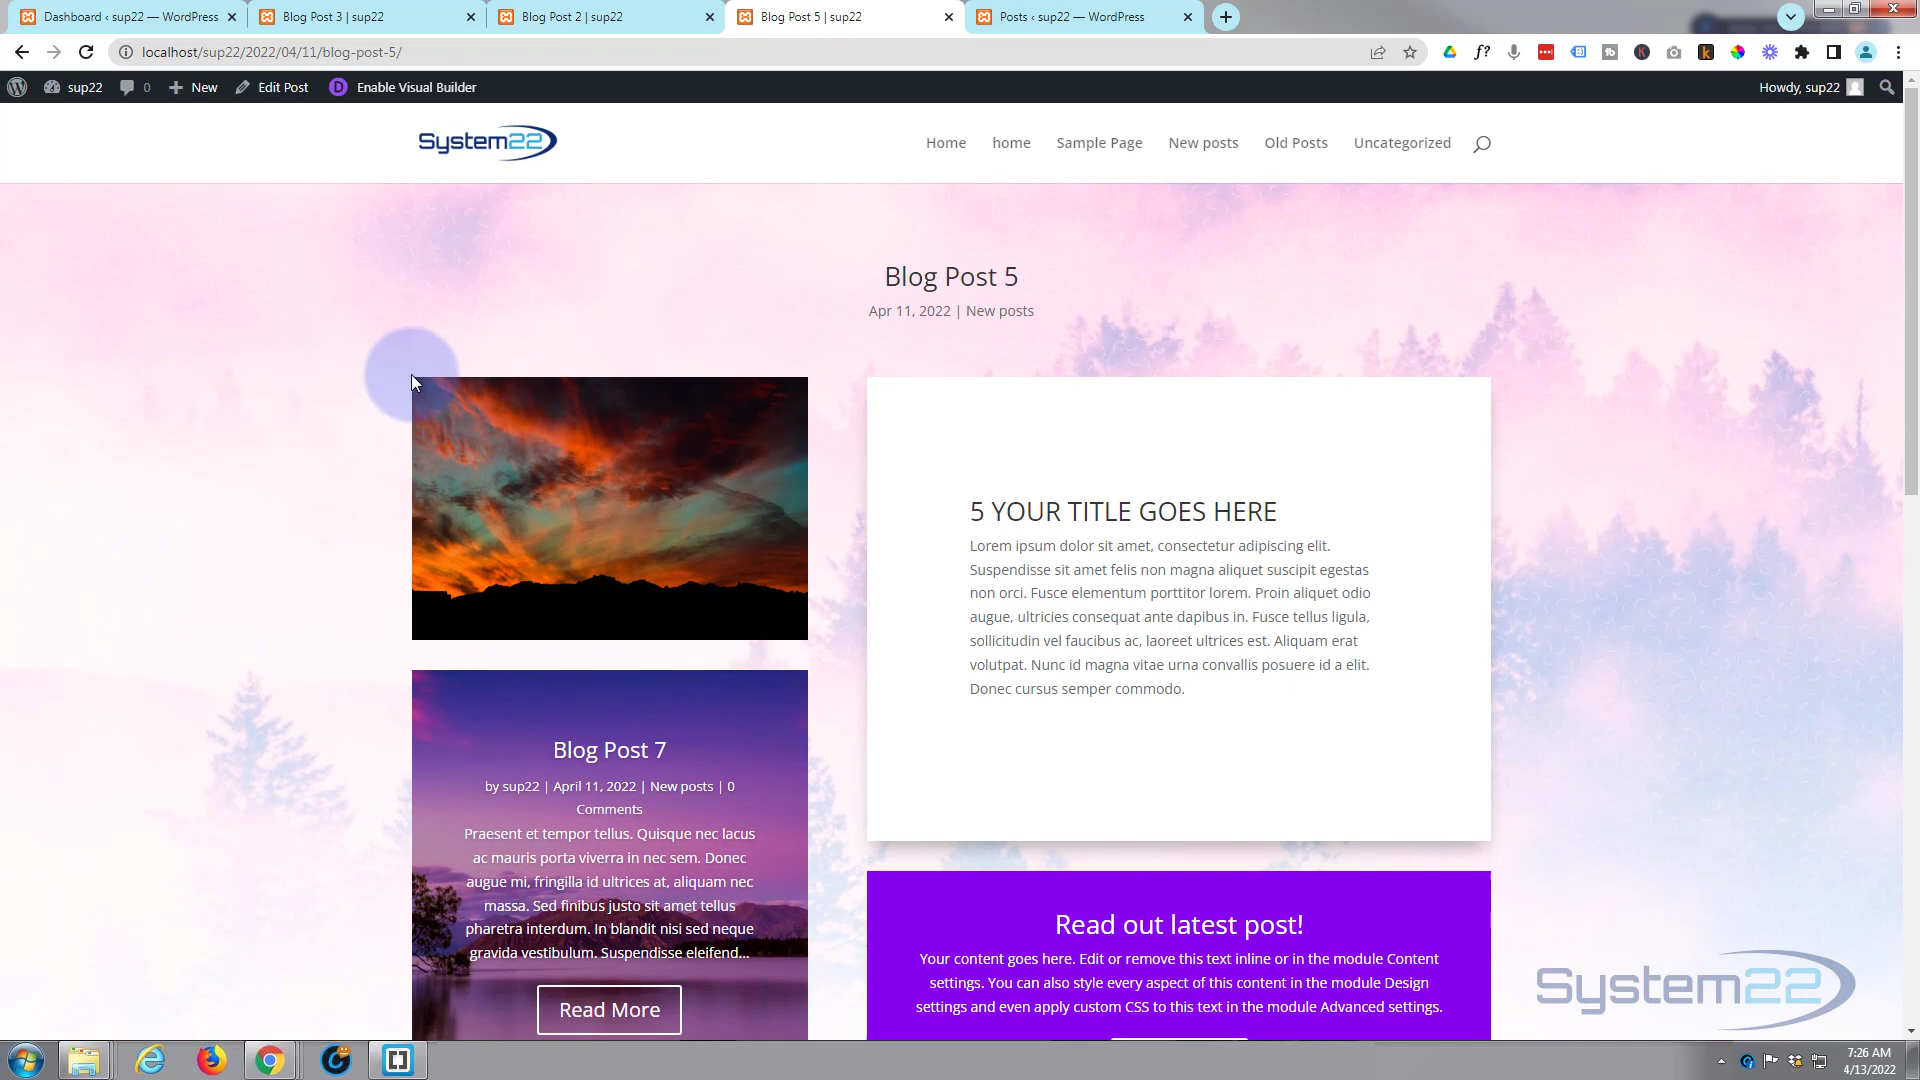 Dashboard ‹ sup22 — WordPress
Blog Post 3 | sup22
Blog Post 2 | sup22
Blog Post 5 | sup22
Posts ‹ sup22 — WordPress
localhost/sup22/2022/04/11/blog-post-5/
sup22
0
New
Edit Post
Enable Visual Builder
Howdy, sup22
System22
Home
home
Sample Page
New posts
Old Posts
Uncategorized
Blog Post 5
Apr 11, 2022 | New posts
5 YOUR TITLE GOES HERE
Lorem ipsum dolor sit amet, consectetur adipiscing elit.
Suspendisse sit amet felis non magna aliquet suscipit egestas
non orci. Fusce elementum porttitor lorem. Proin aliquet odio
augue, ultricies consequat ante dapibus in. Fusce tellus ligula,
sollicitudin vel faucibus ac, laoreet ultrices est. Aliquam erat
volutpat. Nunc id magna vitae urna convallis posuere id a elit.
Donec cursus semper commodo.
Blog Post 7
by sup22 | April 11, 2022 | New posts | 0
Comments
Praesent et tempor tellus. Quisque nec lacus
ac mauris porta viverra in nec sem. Donec
augue mi, fringilla id ultrices at, aliquam nec
massa. Sed finibus justo sit amet tellus
pharetra interdum. In blandit nisi sed neque
gravida vestibulum. Suspendisse eleifend...
Read More
Read out latest post!
Your content goes here. Edit or remove this text inline or in the module Content
settings. You can also style every aspect of this content in the module Design
settings and even apply custom CSS to this text in the module Advanced settings.
System22
7:26 AM
4/13/2022